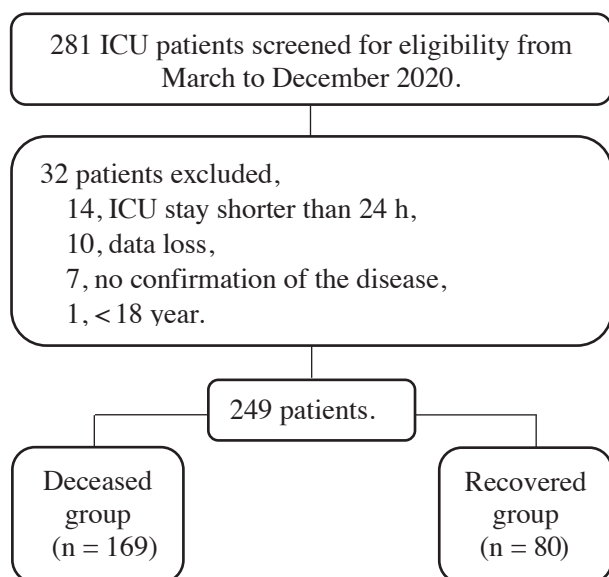 281 ICU patients screened for eligibility from
March to December 2020.
32 patients excluded,
14, ICU stay shorter than 24 h,
10, data loss,
7, no confirmation of the disease,
1, < 18 year.
249 patients.
Deceased
group
(n = 169)
Recovered
group
(n = 80)